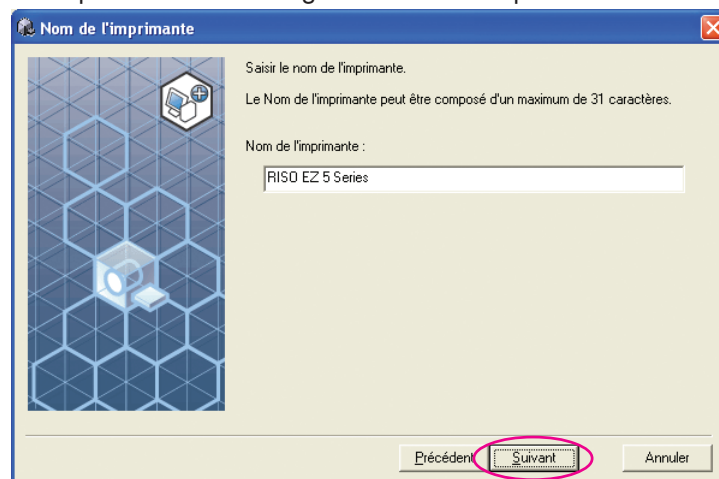 Nom de l'imprimante
Saisir le nom de l'imprimante.
Le Nom de l'imprimante peut être composé d'un maximum de 31 caractères.
Nom de l'imprimante :
RISO EZ 5 Series
Précédent
Suivant
Annuler